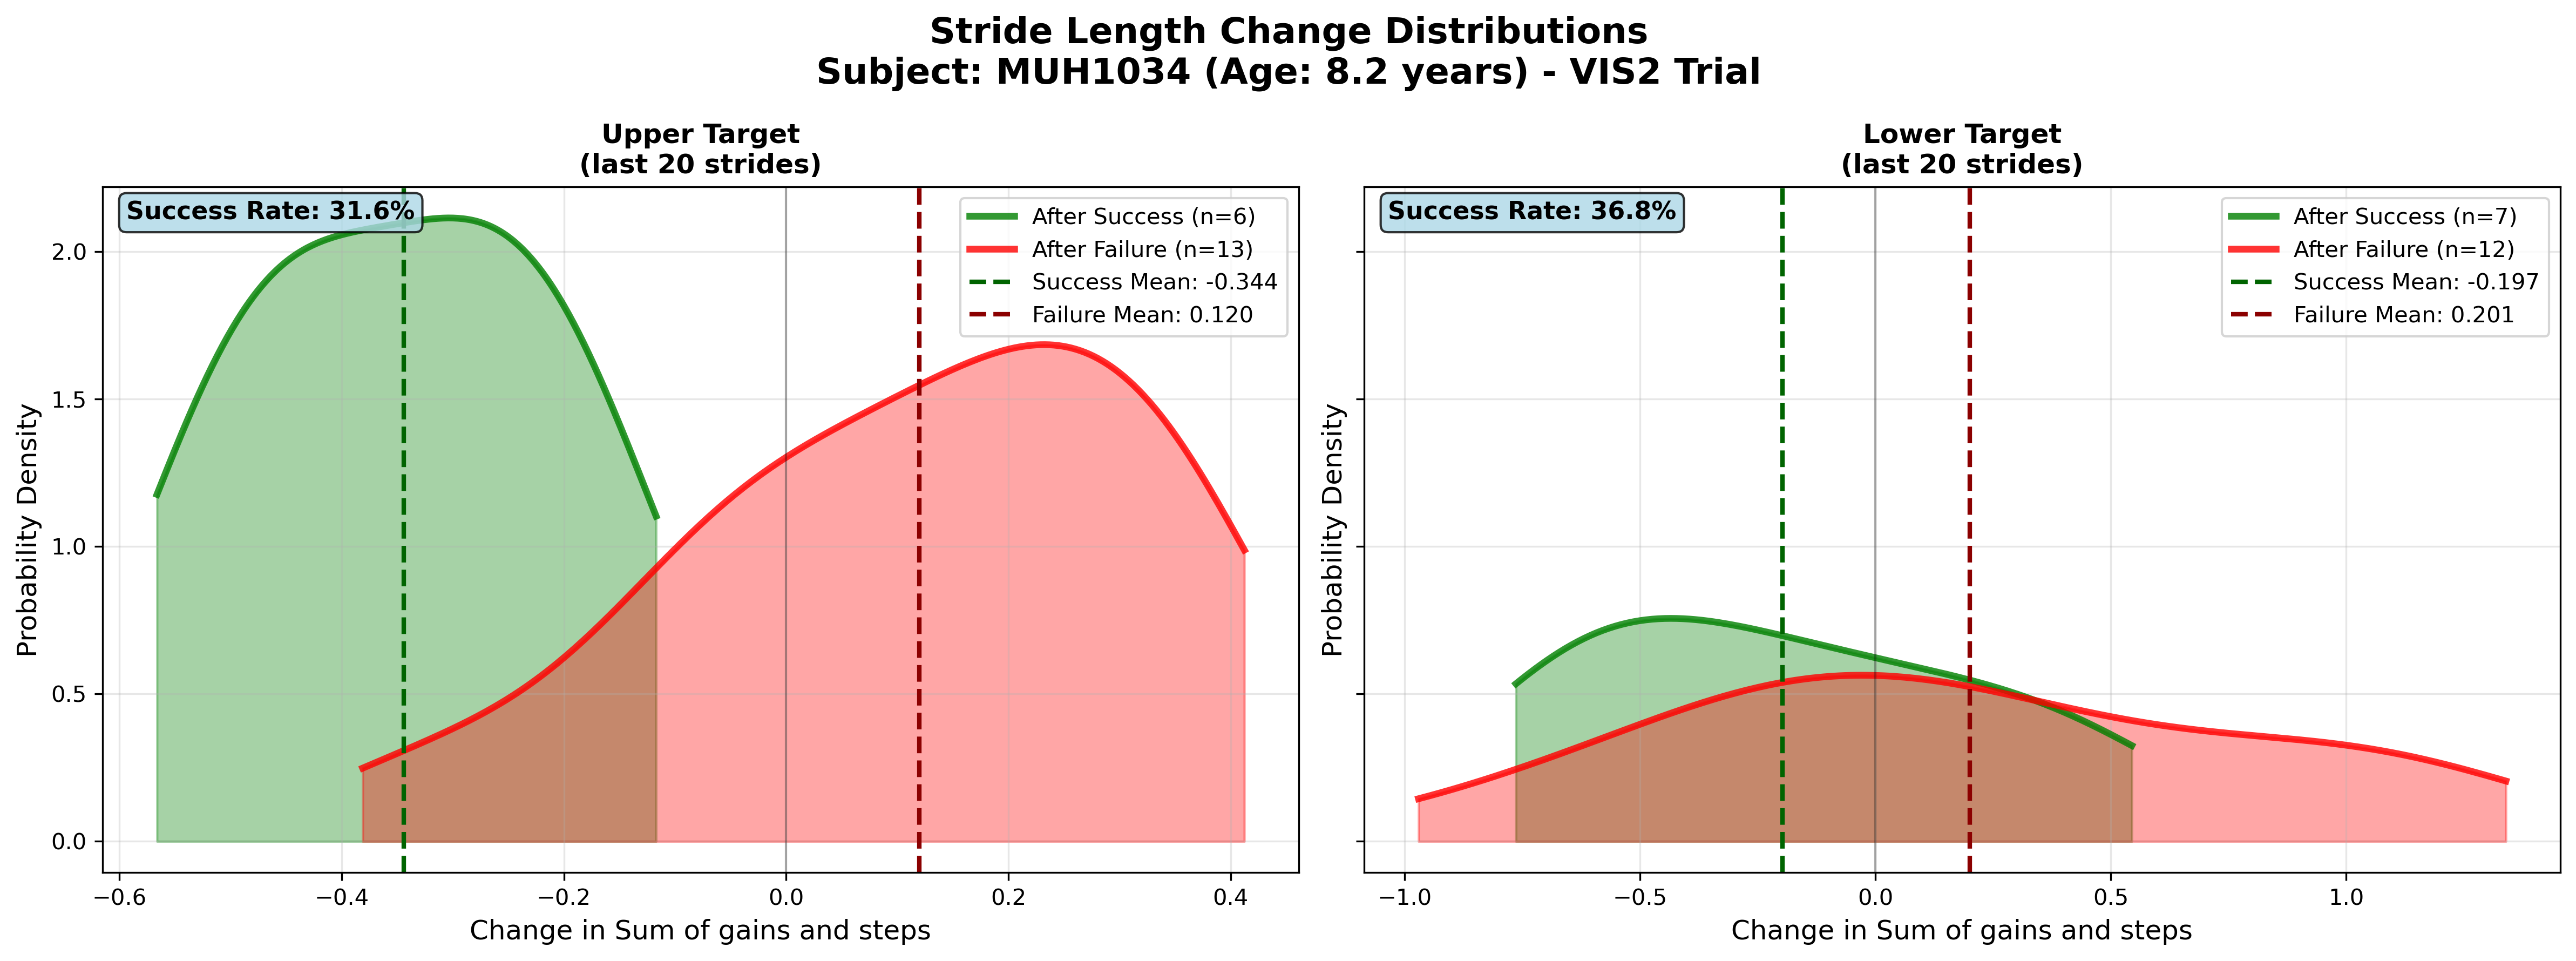 Stride Length Change Distributions
Subject: MUH1034 (Age: 8.2 years) - VIS2 Trial
Upper Target
(last 20 strides)
Success Rate: 31.6%
After Success (n=6)
After Failure (n=13)
Success Mean: -0.344
Failure Mean: 0.120
Probability Density
2.0
1.5
1.0
0.5
0.0
−0.6
−0.4
−0.2
0.0
0.2
0.4
Change in Sum of gains and steps
Lower Target
(last 20 strides)
Success Rate: 36.8%
After Success (n=7)
After Failure (n=12)
Success Mean: -0.197
Failure Mean: 0.201
Probability Density
−1.0
−0.5
0.0
0.5
1.0
Change in Sum of gains and steps